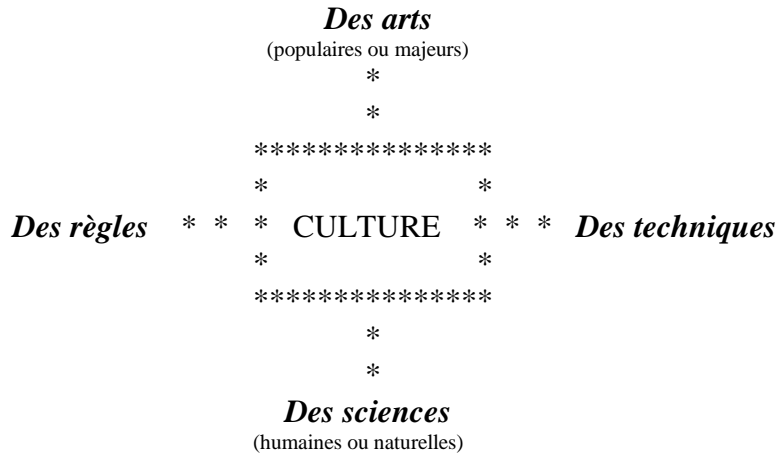 Des arts
(populaires ou majeurs)
*
*
***************
* *
Des règles * * * CULTURE * * * Des techniques
* *
***************
*
*
Des sciences
(humaines ou naturelles)